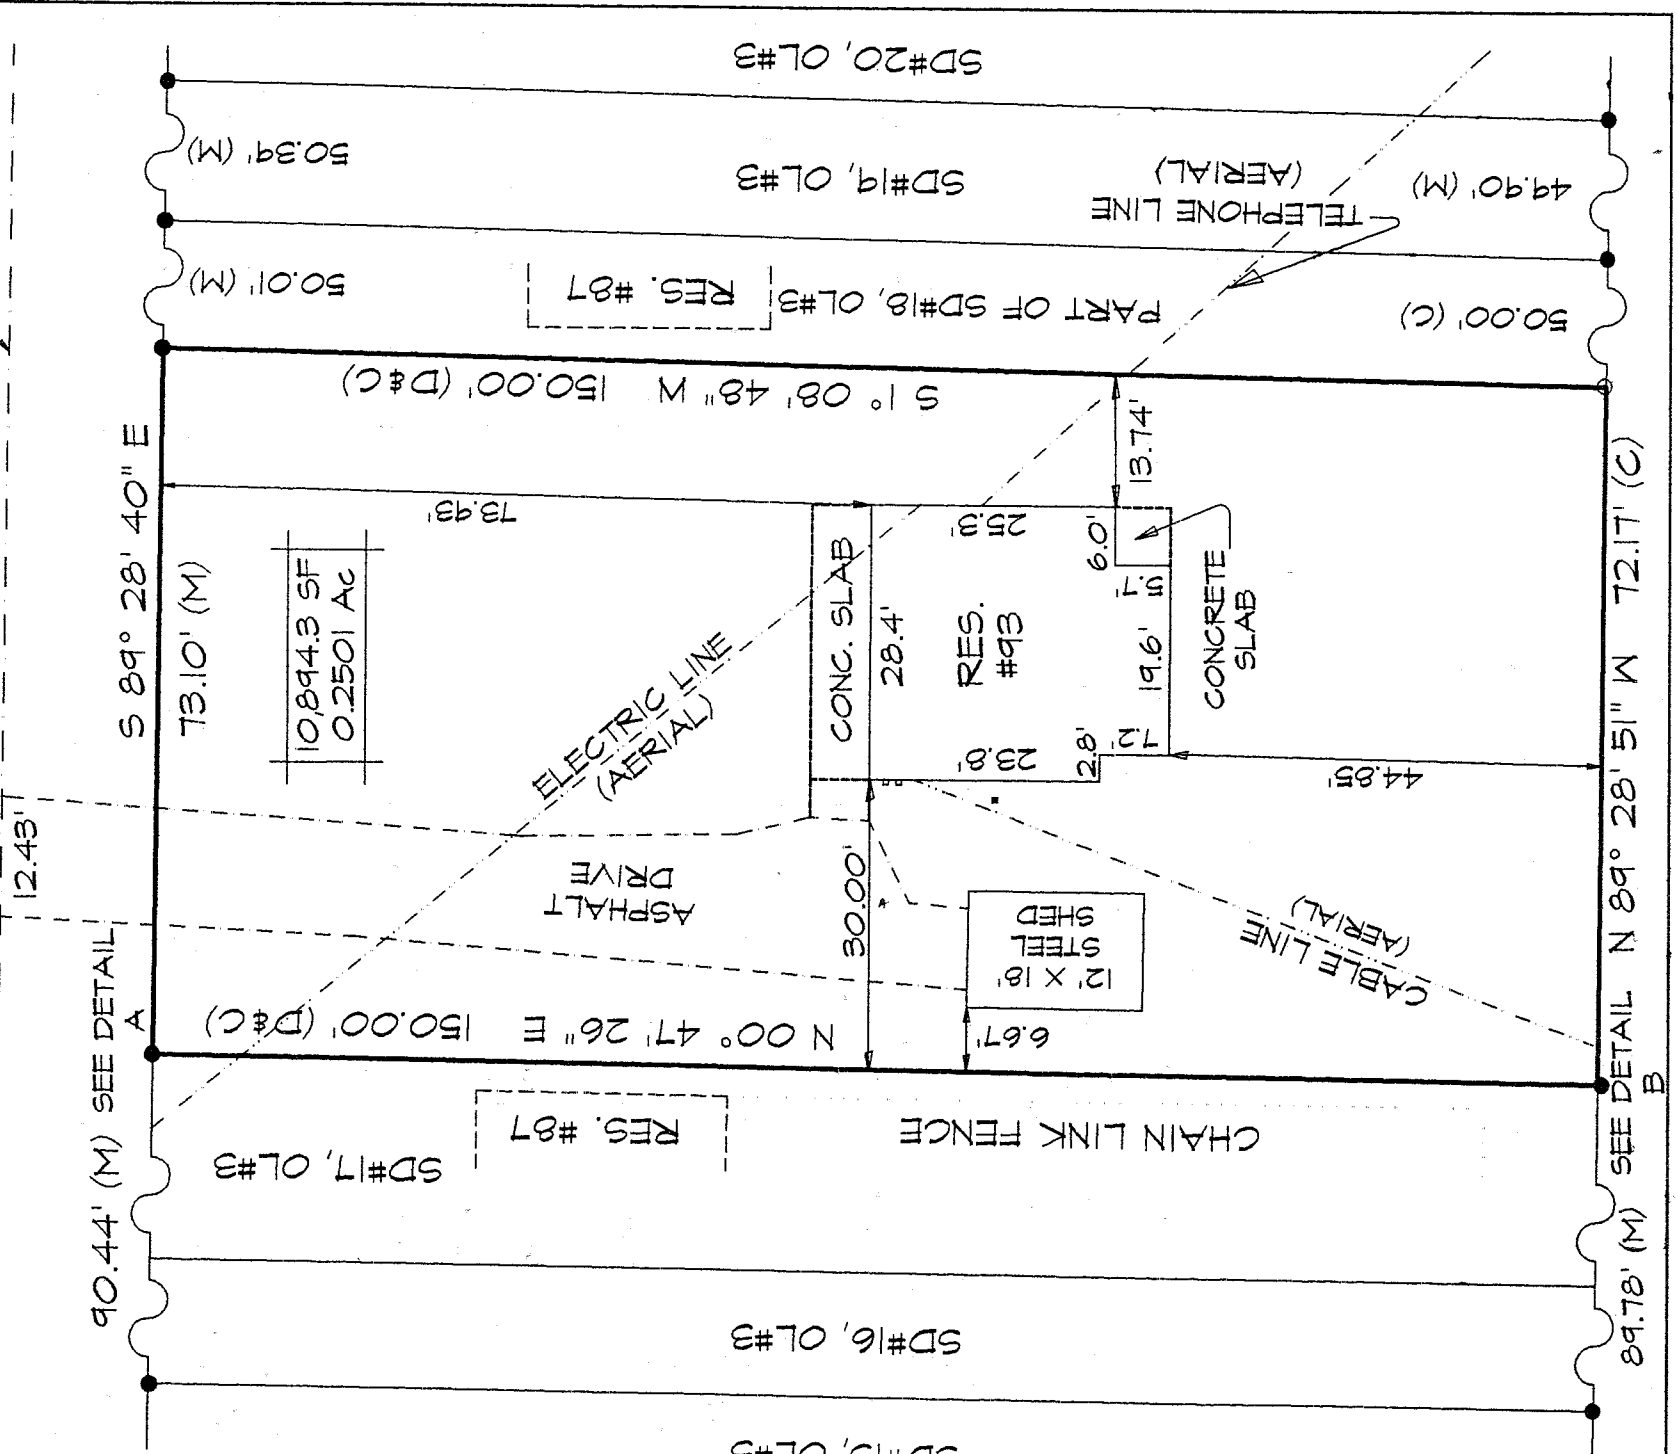 SD#20, OL#3
50.39' (M)
SD#19, OL#3
TELEPHONE LINE
(AERIAL)
49.90' (M)
50.01' (M)
RES. #87
PART OF SD#18, OL#3
50.00' (C)
S 1° 08' 48" W 150.00' (D&C)
S 89° 28' 40" E
73.10' (M)
10,894.3 SF
0.2501 Ac
73.93'
ELECTRIC LINE
(AERIAL)
CONC. SLAB
28.4'
25.3'
RES.
#93
6.0'
5.7'
13.74'
19.6'
CONCRETE
SLAB
23.8'
2.8'
7.2'
44.85'
N 89° 28' 51" W 72.17' (C)
12.43'
ASPHALT
DRIVE
30.00'
12' X 18'
STEEL
SHED
6.67'
CABLE LINE
(AERIAL)
N 00° 47' 26" E 150.00' (D&C)
90.44' (M) SEE DETAIL
A
89.78' (M) SEE DETAIL
B
RES. #87
CHAIN LINK FENCE
SD#17, OL#3
SD#16, OL#3